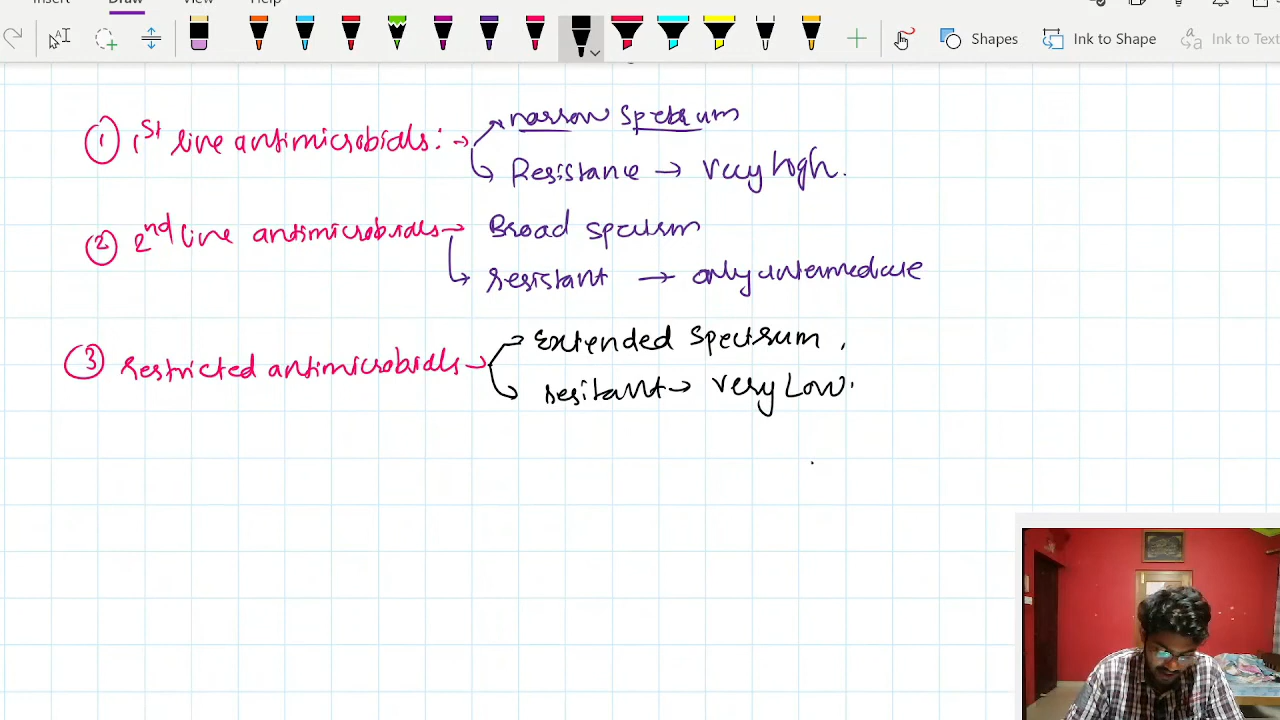 Insert Draw View Help
Shapes Ink to Shape Ink to Text
① 1st line antimicrobials: → narrow spectrum
Resistance → very high.
② 2nd line antimicrobials → Broad spectrum
resistant → only intermediate
③ restricted antimicrobials → Extended spectrum,
resitant → very Low.